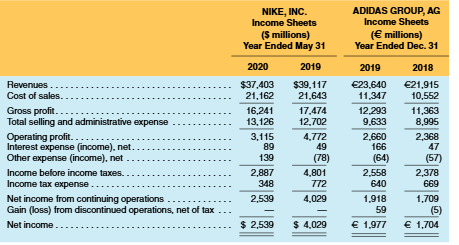 NIKE, INC.
Income Sheets
($ millions)
Year Ended May 31
ADIDAS GROUP, AG
Income Sheets
(€ millions)
Year Ended Dec. 31
2020 2019 2019 2018
Revenues . . . $37,403 $39,117 €23,640 €21,915
Cost of sales. . . 21,162 21,643 11,347 10,552
Gross profit. . . 16,241 17,474 12,293 11,363
Total selling and administrative expense . . . 13,126 12,702 9,633 8,995
Operating profit. . . 3,115 4,772 2,660 2,368
Interest expense (income), net. . . 89 49 166 47
Other expense (income), net . . . 139 (78) (64) (57)
Income before income taxes. . . 2,887 4,801 2,558 2,378
Income tax expense . . . 348 772 640 669
Net income from continuing operations . . . 2,539 4,029 1,918 1,709
Gain (loss) from discontinued operations, net of tax . . . — — 59 (5)
Net income. . . $ 2,539 $ 4,029 € 1,977 € 1,704